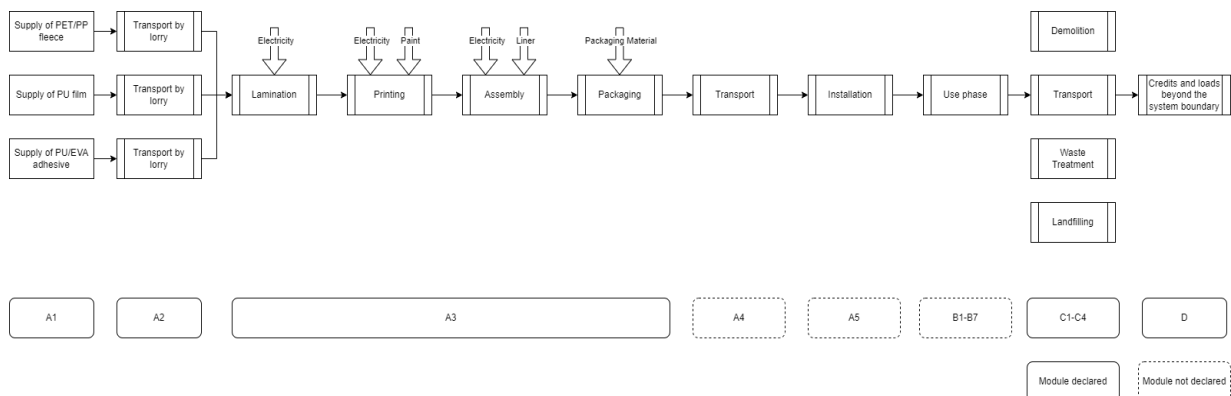 Supply of PET/PP
fleece
Transport by
lorry
Demolition
Electricity
Electricity
Paint
Electricity
Liner
Packaging Material
Supply of PU film
Transport by
lorry
Lamination
Printing
Assembly
Packaging
Transport
Installation
Use phase
Transport
Credits and loads
beyond the
system boundary
Supply of PU/EVA
adhesive
Transport by
lorry
Waste
Treatment
Landfilling
A1
A2
A3
A4
A5
B1-B7
C1-C4
D
Module declared
Module not declared